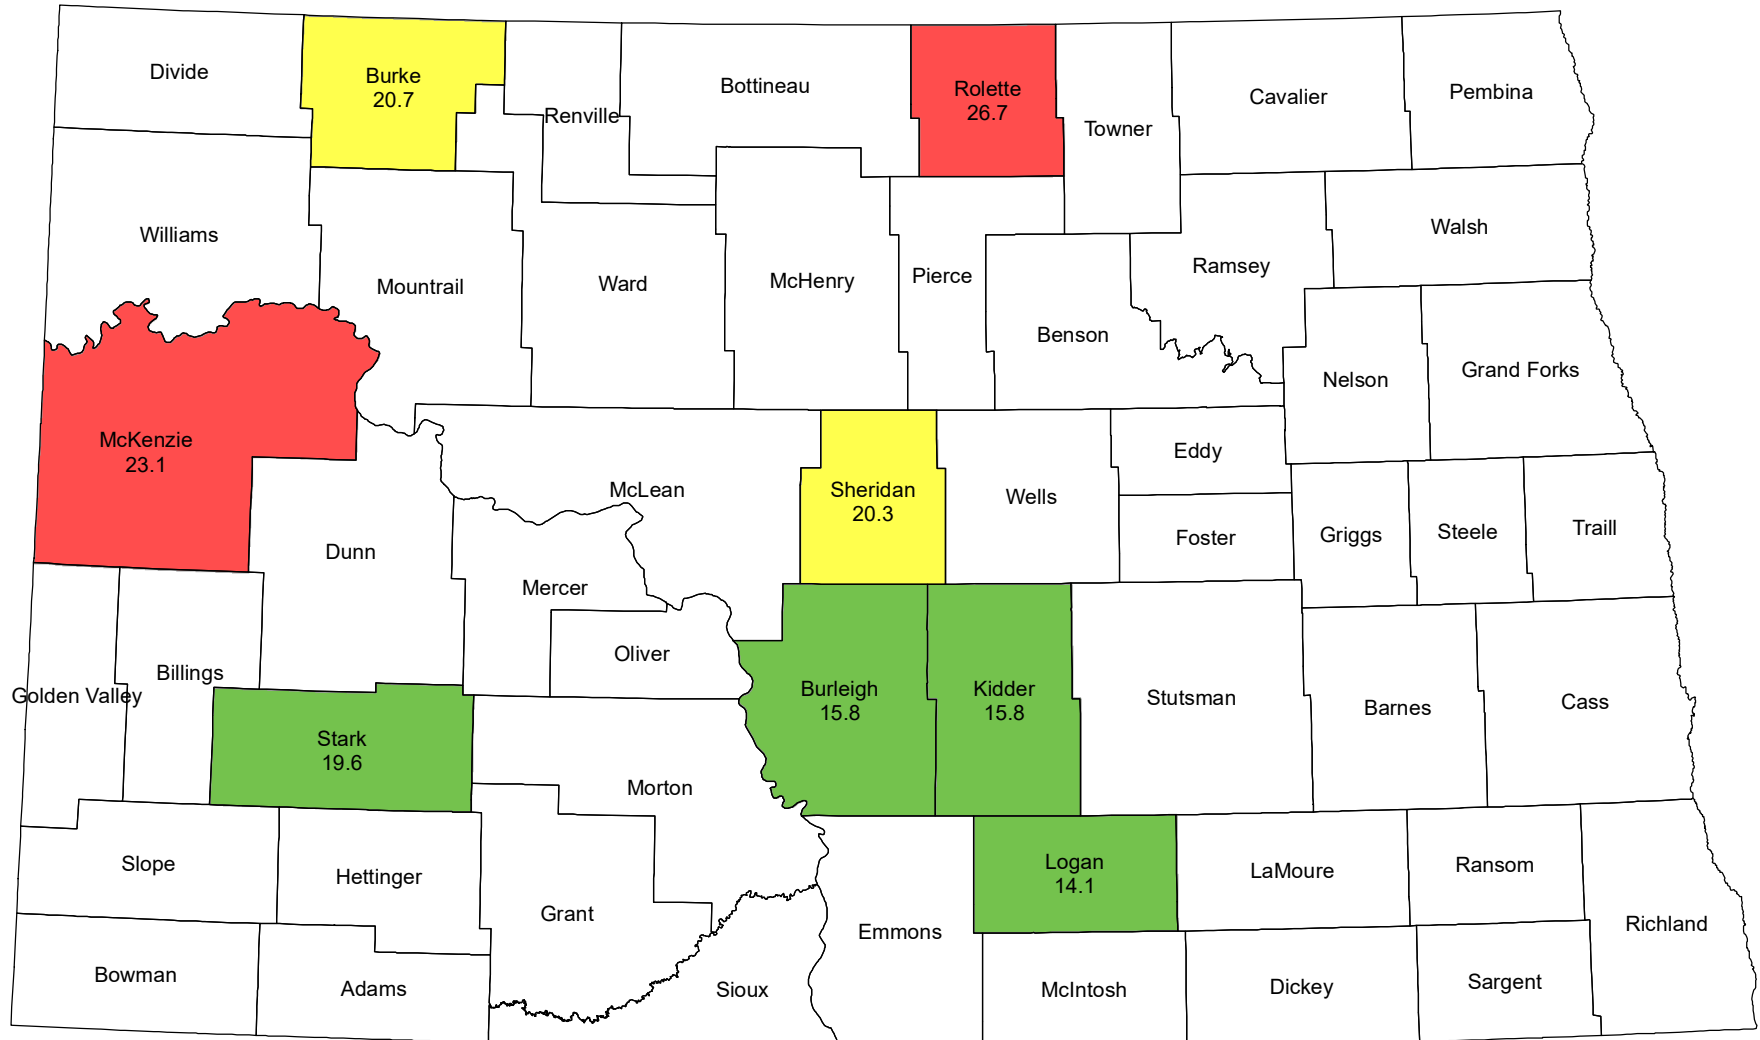 Divide
Burke
20.7
Renville
Bottineau
Rolette
26.7
Towner
Cavalier
Pembina
Williams
Mountrail
Ward
McHenry
Pierce
Benson
Ramsey
Walsh
Nelson
Grand Forks
McKenzie
23.1
Dunn
McLean
Mercer
Oliver
Sheridan
20.3
Wells
Eddy
Foster
Griggs
Steele
Traill
Golden Valley
Billings
Stark
19.6
Morton
Burleigh
15.8
Kidder
15.8
Stutsman
Barnes
Cass
Slope
Hettinger
Grant
Emmons
Logan
14.1
LaMoure
Ransom
Richland
Bowman
Adams
Sioux
McIntosh
Dickey
Sargent